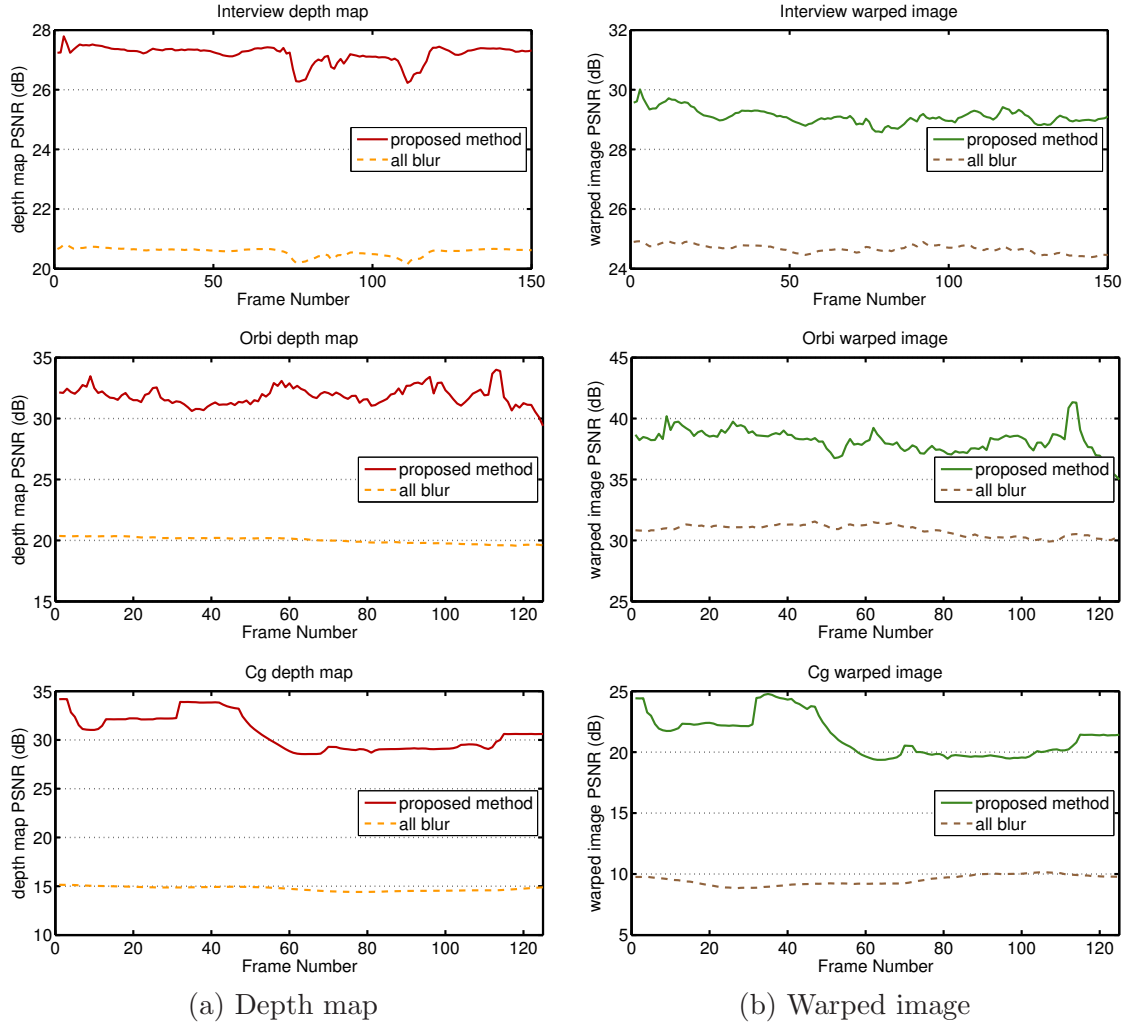 Interview depth map
28
26
24
22
20
depth map PSNR (dB)
proposed method
all blur
0
50
100
150
Frame Number
Interview warped image
32
30
28
26
24
warped image PSNR (dB)
proposed method
all blur
0
50
100
150
Frame Number
Orbi depth map
35
30
25
20
15
depth map PSNR (dB)
proposed method
all blur
0
20
40
60
80
100
120
Frame Number
Orbi warped image
45
40
35
30
25
warped image PSNR (dB)
proposed method
all blur
0
20
40
60
80
100
120
Frame Number
Cg depth map
35
30
25
20
15
10
depth map PSNR (dB)
proposed method
all blur
0
20
40
60
80
100
120
Frame Number
Cg warped image
25
20
15
10
5
warped image PSNR (dB)
proposed method
all blur
0
20
40
60
80
100
120
Frame Number
(a) Depth map
(b) Warped image